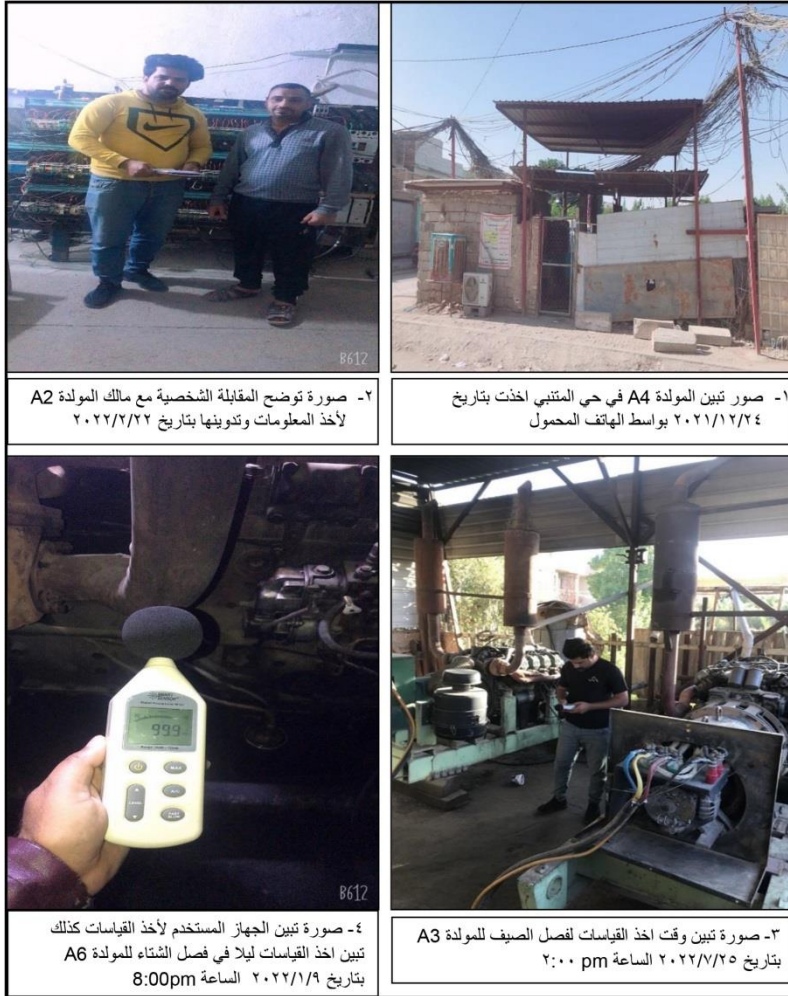 ١- صور تبين المولدة A4 في حي المتنبي اخذت بتاريخ
٢٠٢١/١٢/٢٤ بواسط الهاتف المحمول
B612
٢- صورة توضح المقابلة الشخصية مع مالك المولدة A2
لأخذ المعلومات وتدوينها بتاريخ ٢٠٢٢/٢/٢٢
٣- صورة تبين وقت اخذ القياسات لفصل الصيف للمولدة A3
بتاريخ ٢٠٢٢/٧/٢٥ الساعة ٢:٠٠ pm
99.9
MAX
A/C
LEVEL
B612
٤- صورة تبين الجهاز المستخدم لأخذ القياسات كذلك
تبين اخذ القياسات ليلا في فصل الشتاء للمولدة A6
بتاريخ ٢٠٢٢/١/٩ الساعة 8:00pm